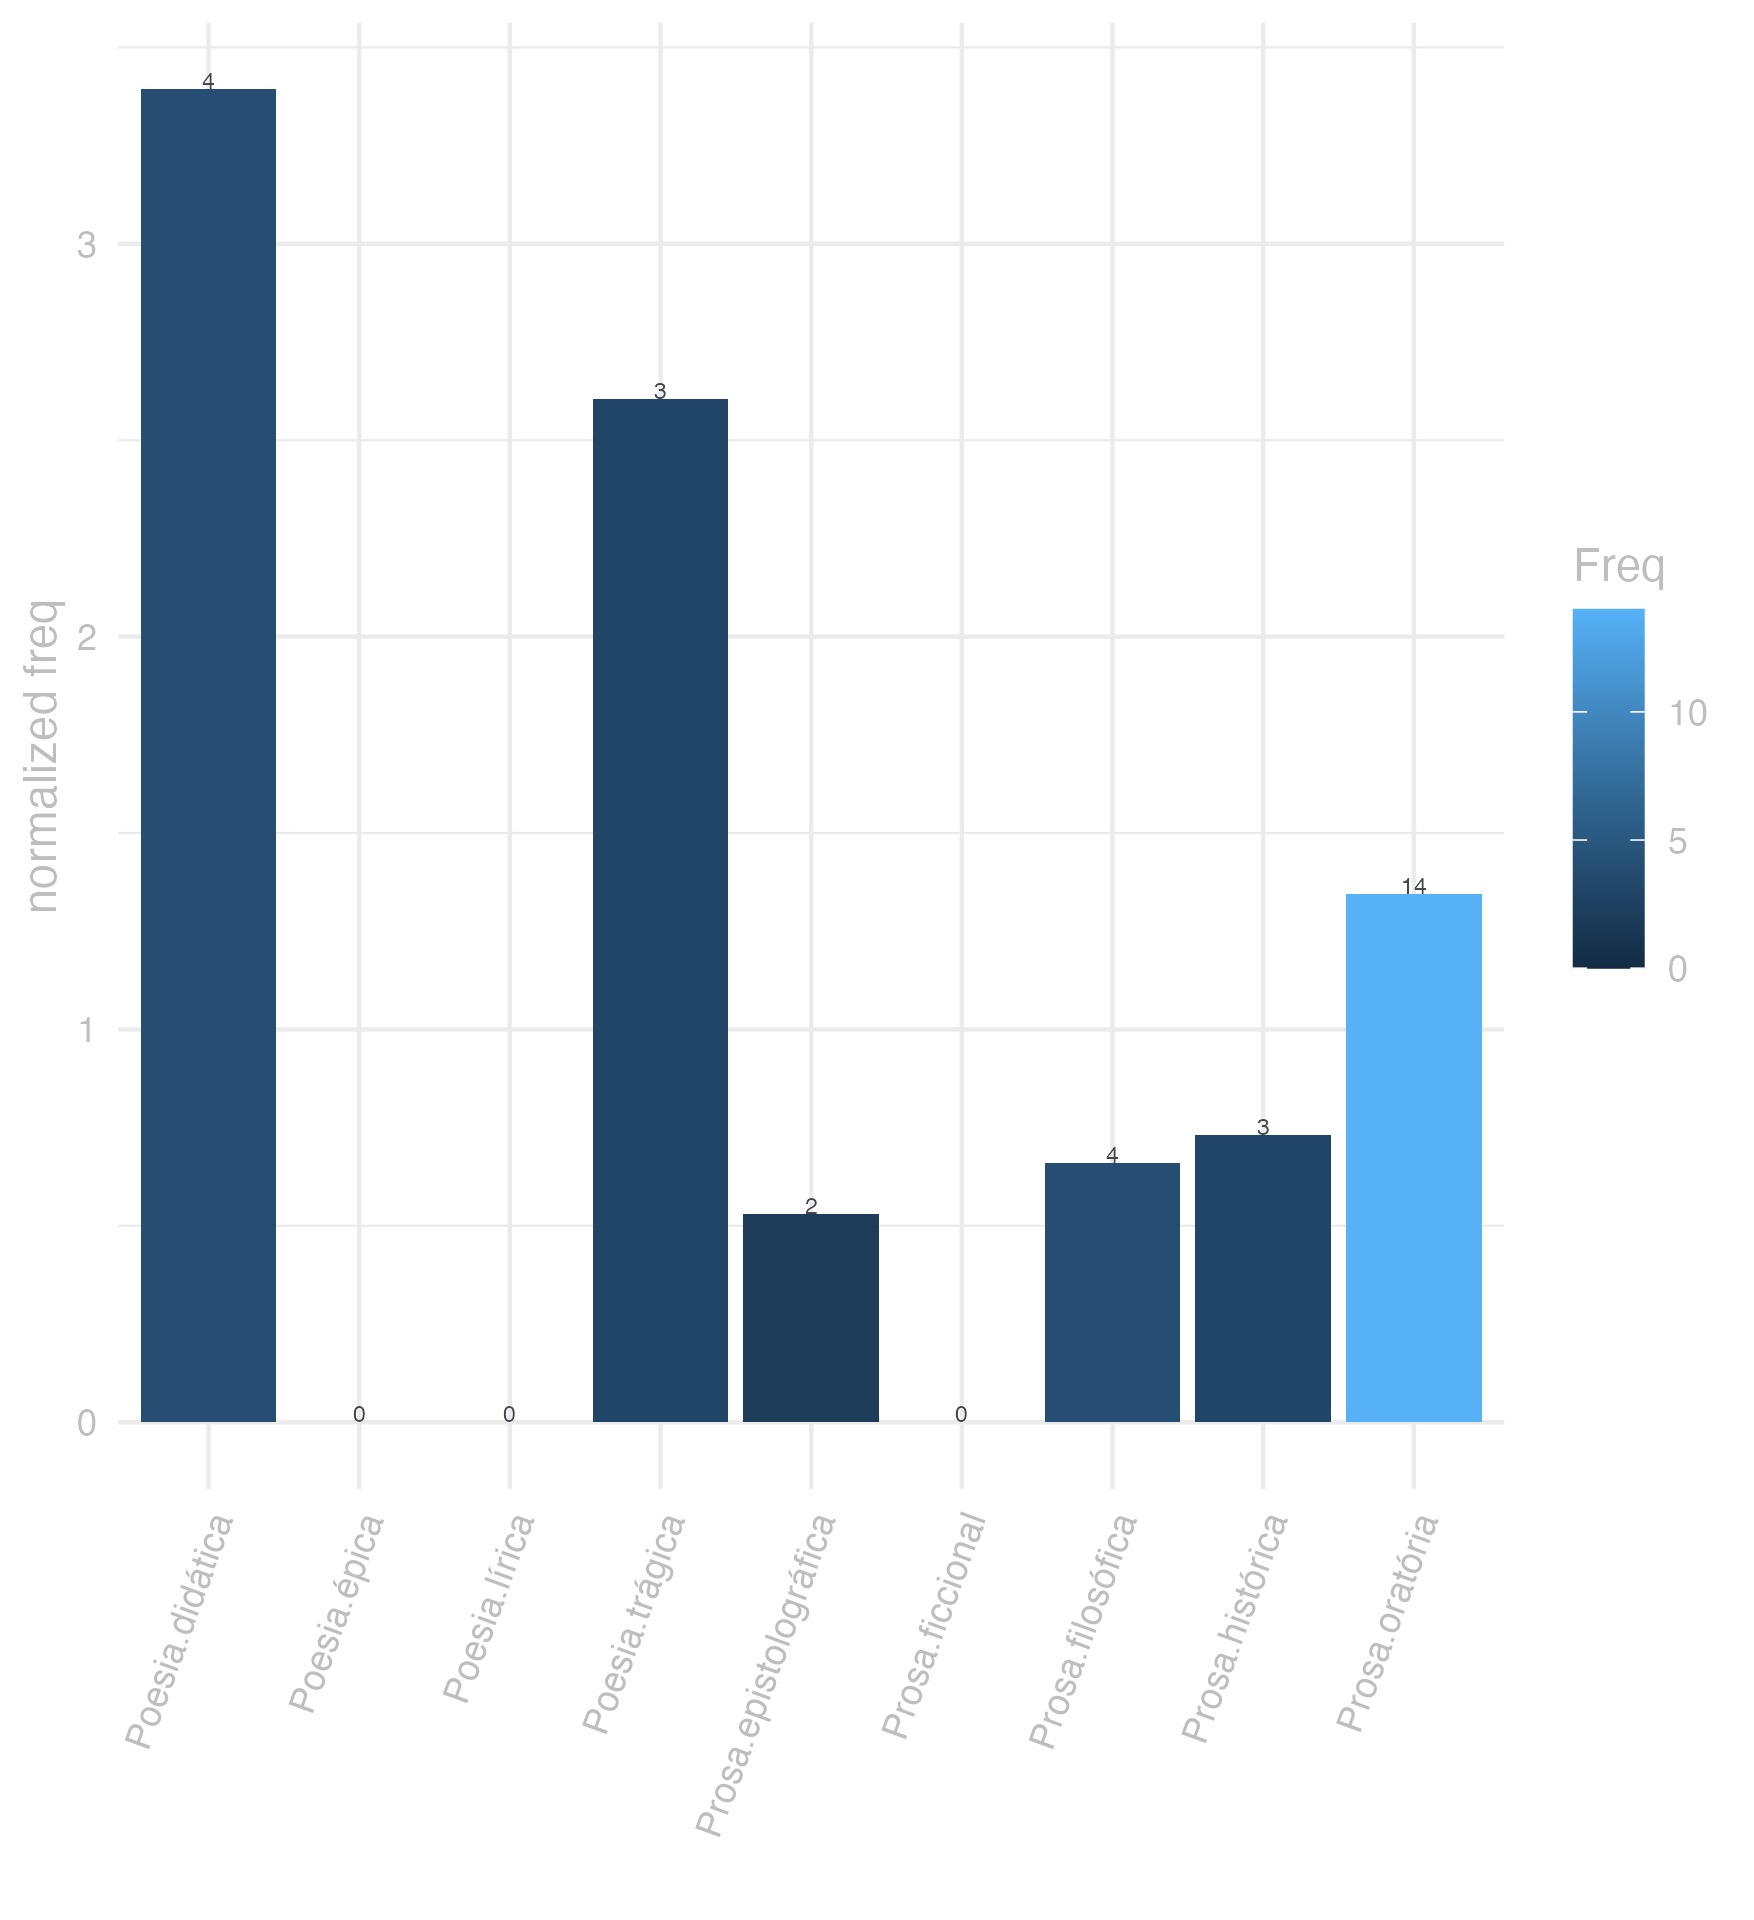 4
3
3
2
14
1
3
4
2
0
0
0
0
normalized freq
Freq
10
5
0
Poesia.didática
Poesia.épica
Poesia.lírica
Poesia.trágica
Prosa.epistolográfica
Prosa.ficcional
Prosa.filosófica
Prosa.histórica
Prosa.oratória